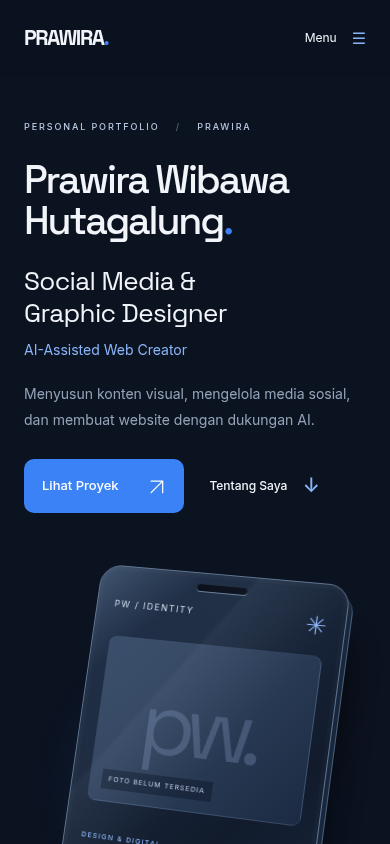 PRAWIRA.
Menu
PERSONAL PORTFOLIO / PRAWIRA
Prawira Wibawa
Hutagalung.
Social Media &
Graphic Designer
AI-Assisted Web Creator
Menyusun konten visual, mengelola media sosial,
dan membuat website dengan dukungan AI.
Lihat Proyek
Tentang Saya
PW / IDENTITY
pw.
FOTO BELUM TERSEDIA
DESIGN & DIGITAL